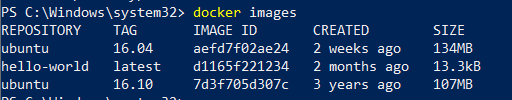 PS C:\Windows\system32> docker images
REPOSITORY TAG IMAGE ID CREATED SIZE
ubuntu 16.04 aefd7f02ae24 2 weeks ago 134MB
hello-world latest d1165f221234 2 months ago 13.3kB
ubuntu 16.10 7d3f705d307c 3 years ago 107MB
PS C:\Windows\system32>